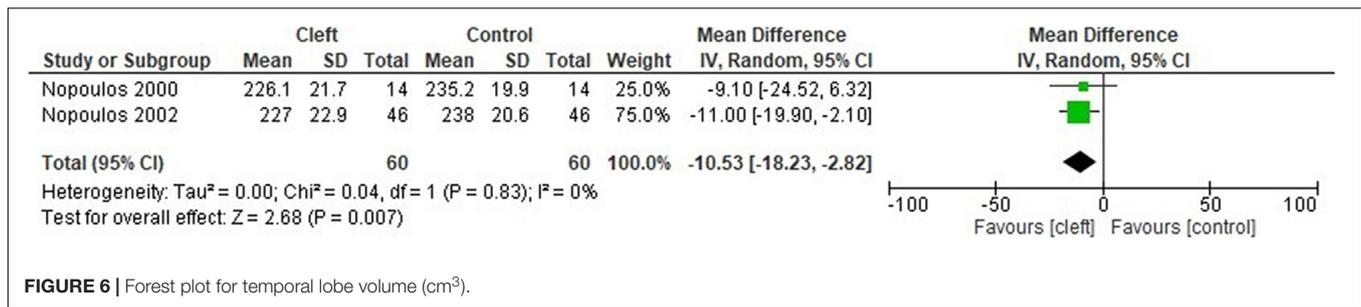 Cleft Control Mean Difference Mean Difference
Study or Subgroup Mean SD Total Mean SD Total Weight IV, Random, 95% CI IV, Random, 95% CI
Nopoulos 2000 226.1 21.7 14 235.2 19.9 14 25.0% -9.10 [-24.52, 6.32]
Nopoulos 2002 227 22.9 46 238 20.6 46 75.0% -11.00 [-19.90, -2.10]
Total (95% CI) 60 60 100.0% -10.53 [-18.23, -2.82]
Heterogeneity: Tau² = 0.00; Chi² = 0.04, df = 1 (P = 0.83); I² = 0%
Test for overall effect: Z = 2.68 (P = 0.007)
-100 -50 0 50 100
Favours [cleft] Favours [control]
FIGURE 6 | Forest plot for temporal lobe volume (cm³).